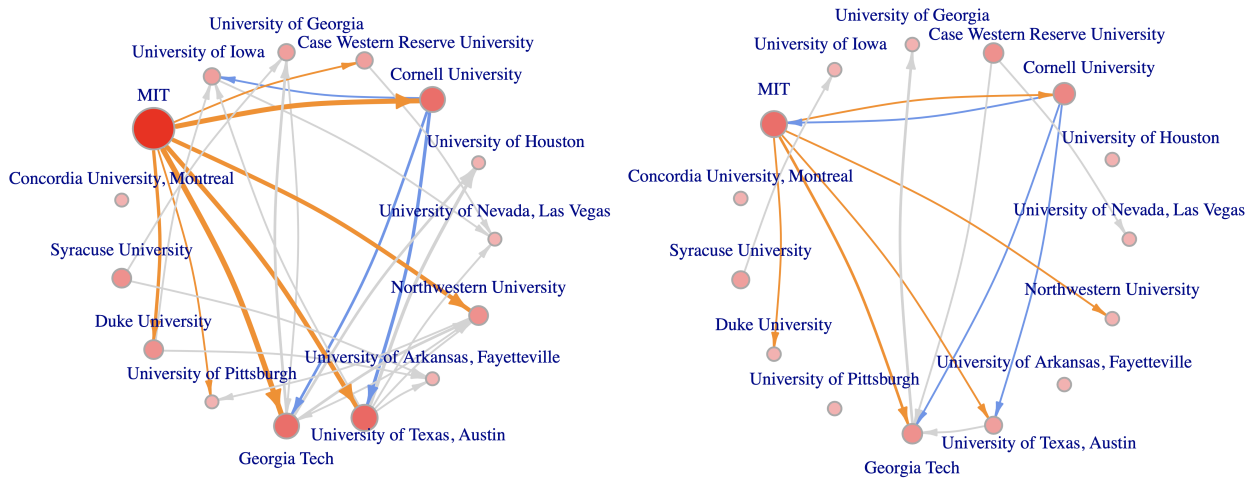 University of Georgia
University of Iowa
Case Western Reserve University
Cornell University
MIT
University of Houston
Concordia University, Montreal
University of Nevada, Las Vegas
Syracuse University
Northwestern University
Duke University
University of Arkansas, Fayetteville
University of Pittsburgh
University of Texas, Austin
Georgia Tech
University of Georgia
University of Iowa
Case Western Reserve University
Cornell University
MIT
University of Houston
Concordia University, Montreal
University of Nevada, Las Vegas
Syracuse University
Northwestern University
Duke University
University of Arkansas, Fayetteville
University of Pittsburgh
University of Texas, Austin
Georgia Tech